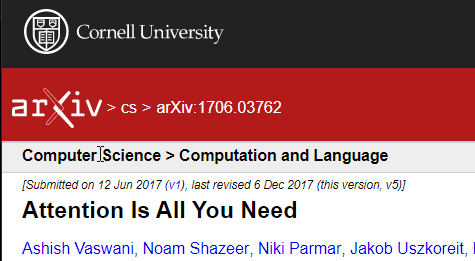 Cornell University
arXiv > cs > arXiv:1706.03762
Computer Science > Computation and Language
[Submitted on 12 Jun 2017 (v1), last revised 6 Dec 2017 (this version, v5)]
Attention Is All You Need
Ashish Vaswani, Noam Shazeer, Niki Parmar, Jakob Uszkoreit,